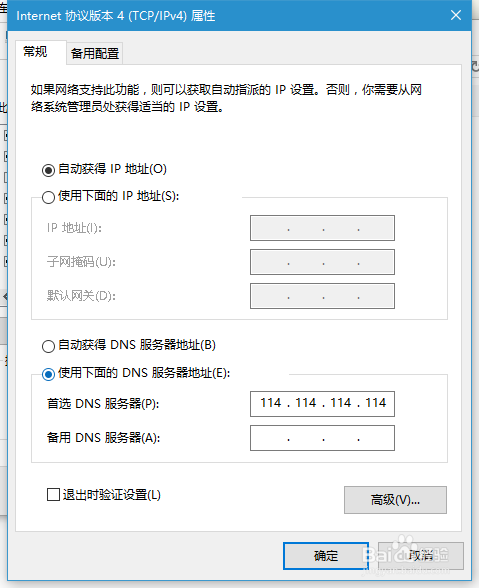 Internet 协议版本 4 (TCP/IPv4) 属性
常规
备用配置
如果网络支持此功能，则可以获取自动指派的 IP 设置。否则，你需要从网
络系统管理员处获得适当的 IP 设置。
自动获得 IP 地址(O)
使用下面的 IP 地址(S):
IP 地址(I):
子网掩码(U):
默认网关(D):
自动获得 DNS 服务器地址(B)
使用下面的 DNS 服务器地址(E):
首选 DNS 服务器(P): 114 . 114 . 114 . 114
备用 DNS 服务器(A):
退出时验证设置(L)
高级(V)...
确定
取消
Bai 经验